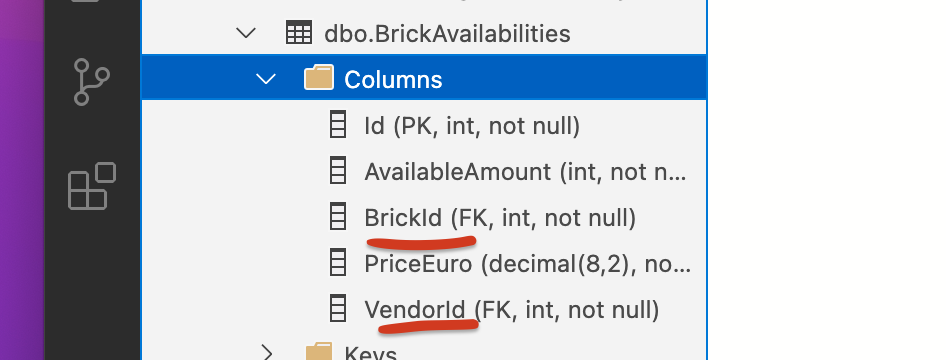 dbo.BrickAvailabilities
Columns
Id (PK, int, not null)
AvailableAmount (int, not n...
BrickId (FK, int, not null)
PriceEuro (decimal(8,2), no...
VendorId (FK, int, not null)
Keys